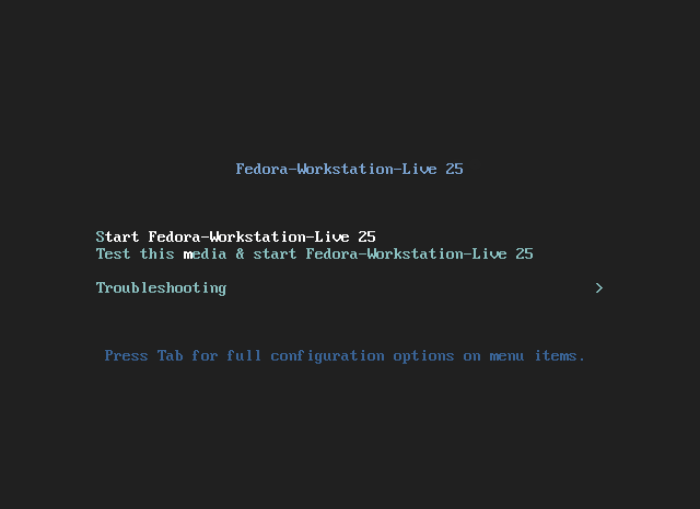 Fedora-Workstation-Live 25
Start Fedora-Workstation-Live 25
Test this media & start Fedora-Workstation-Live 25
Troubleshooting >
Press Tab for full configuration options on menu items.